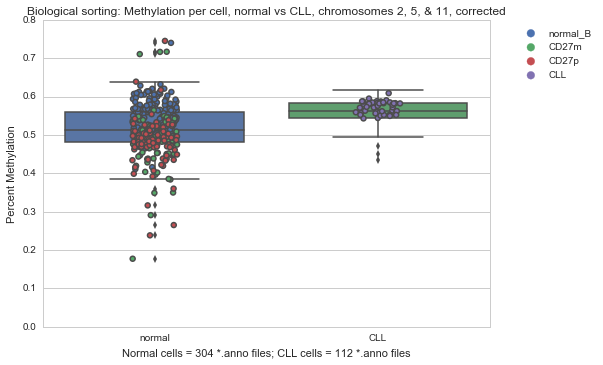 Biological sorting: Methylation per cell, normal vs CLL, chromosomes 2, 5, & 11, corrected
0.8
0.7
0.6
0.5
0.4
0.3
0.2
0.1
0.0
Percent Methylation
normal
CLL
Normal cells = 304 *.anno files; CLL cells = 112 *.anno files
normal_B
CD27m
CD27p
CLL